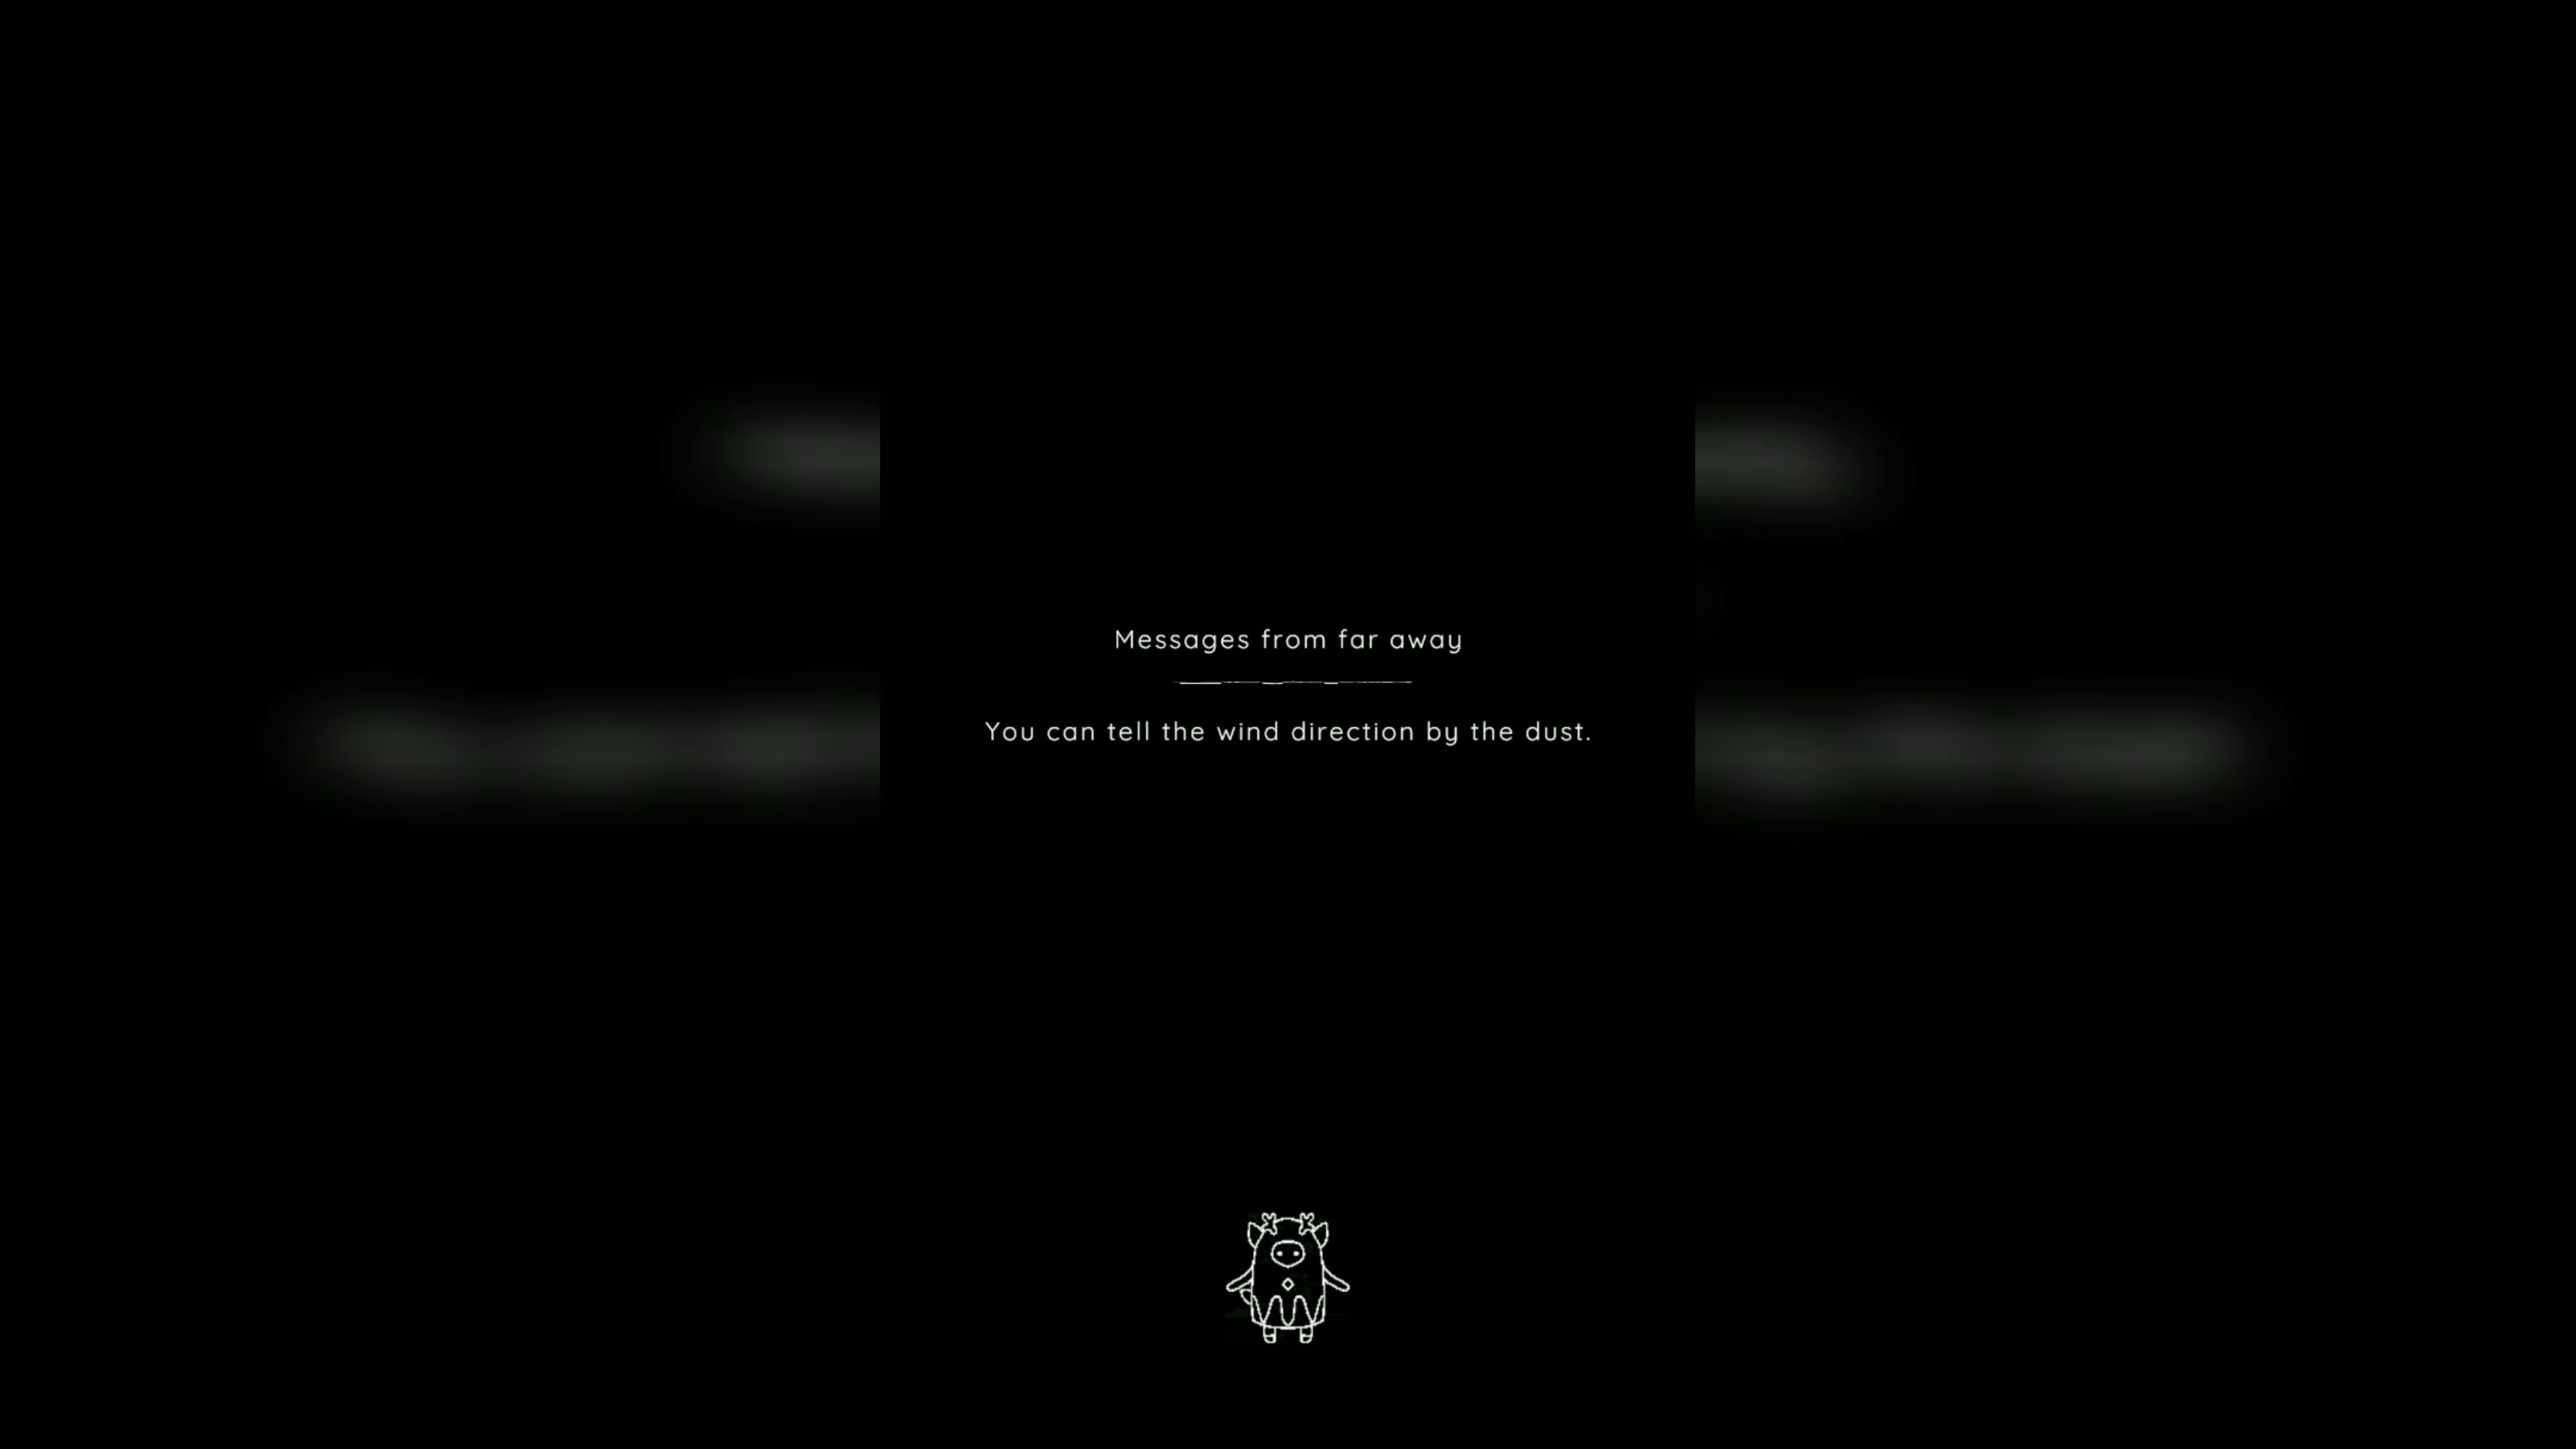 Messages from far away
You can tell the wind direction by the dust.